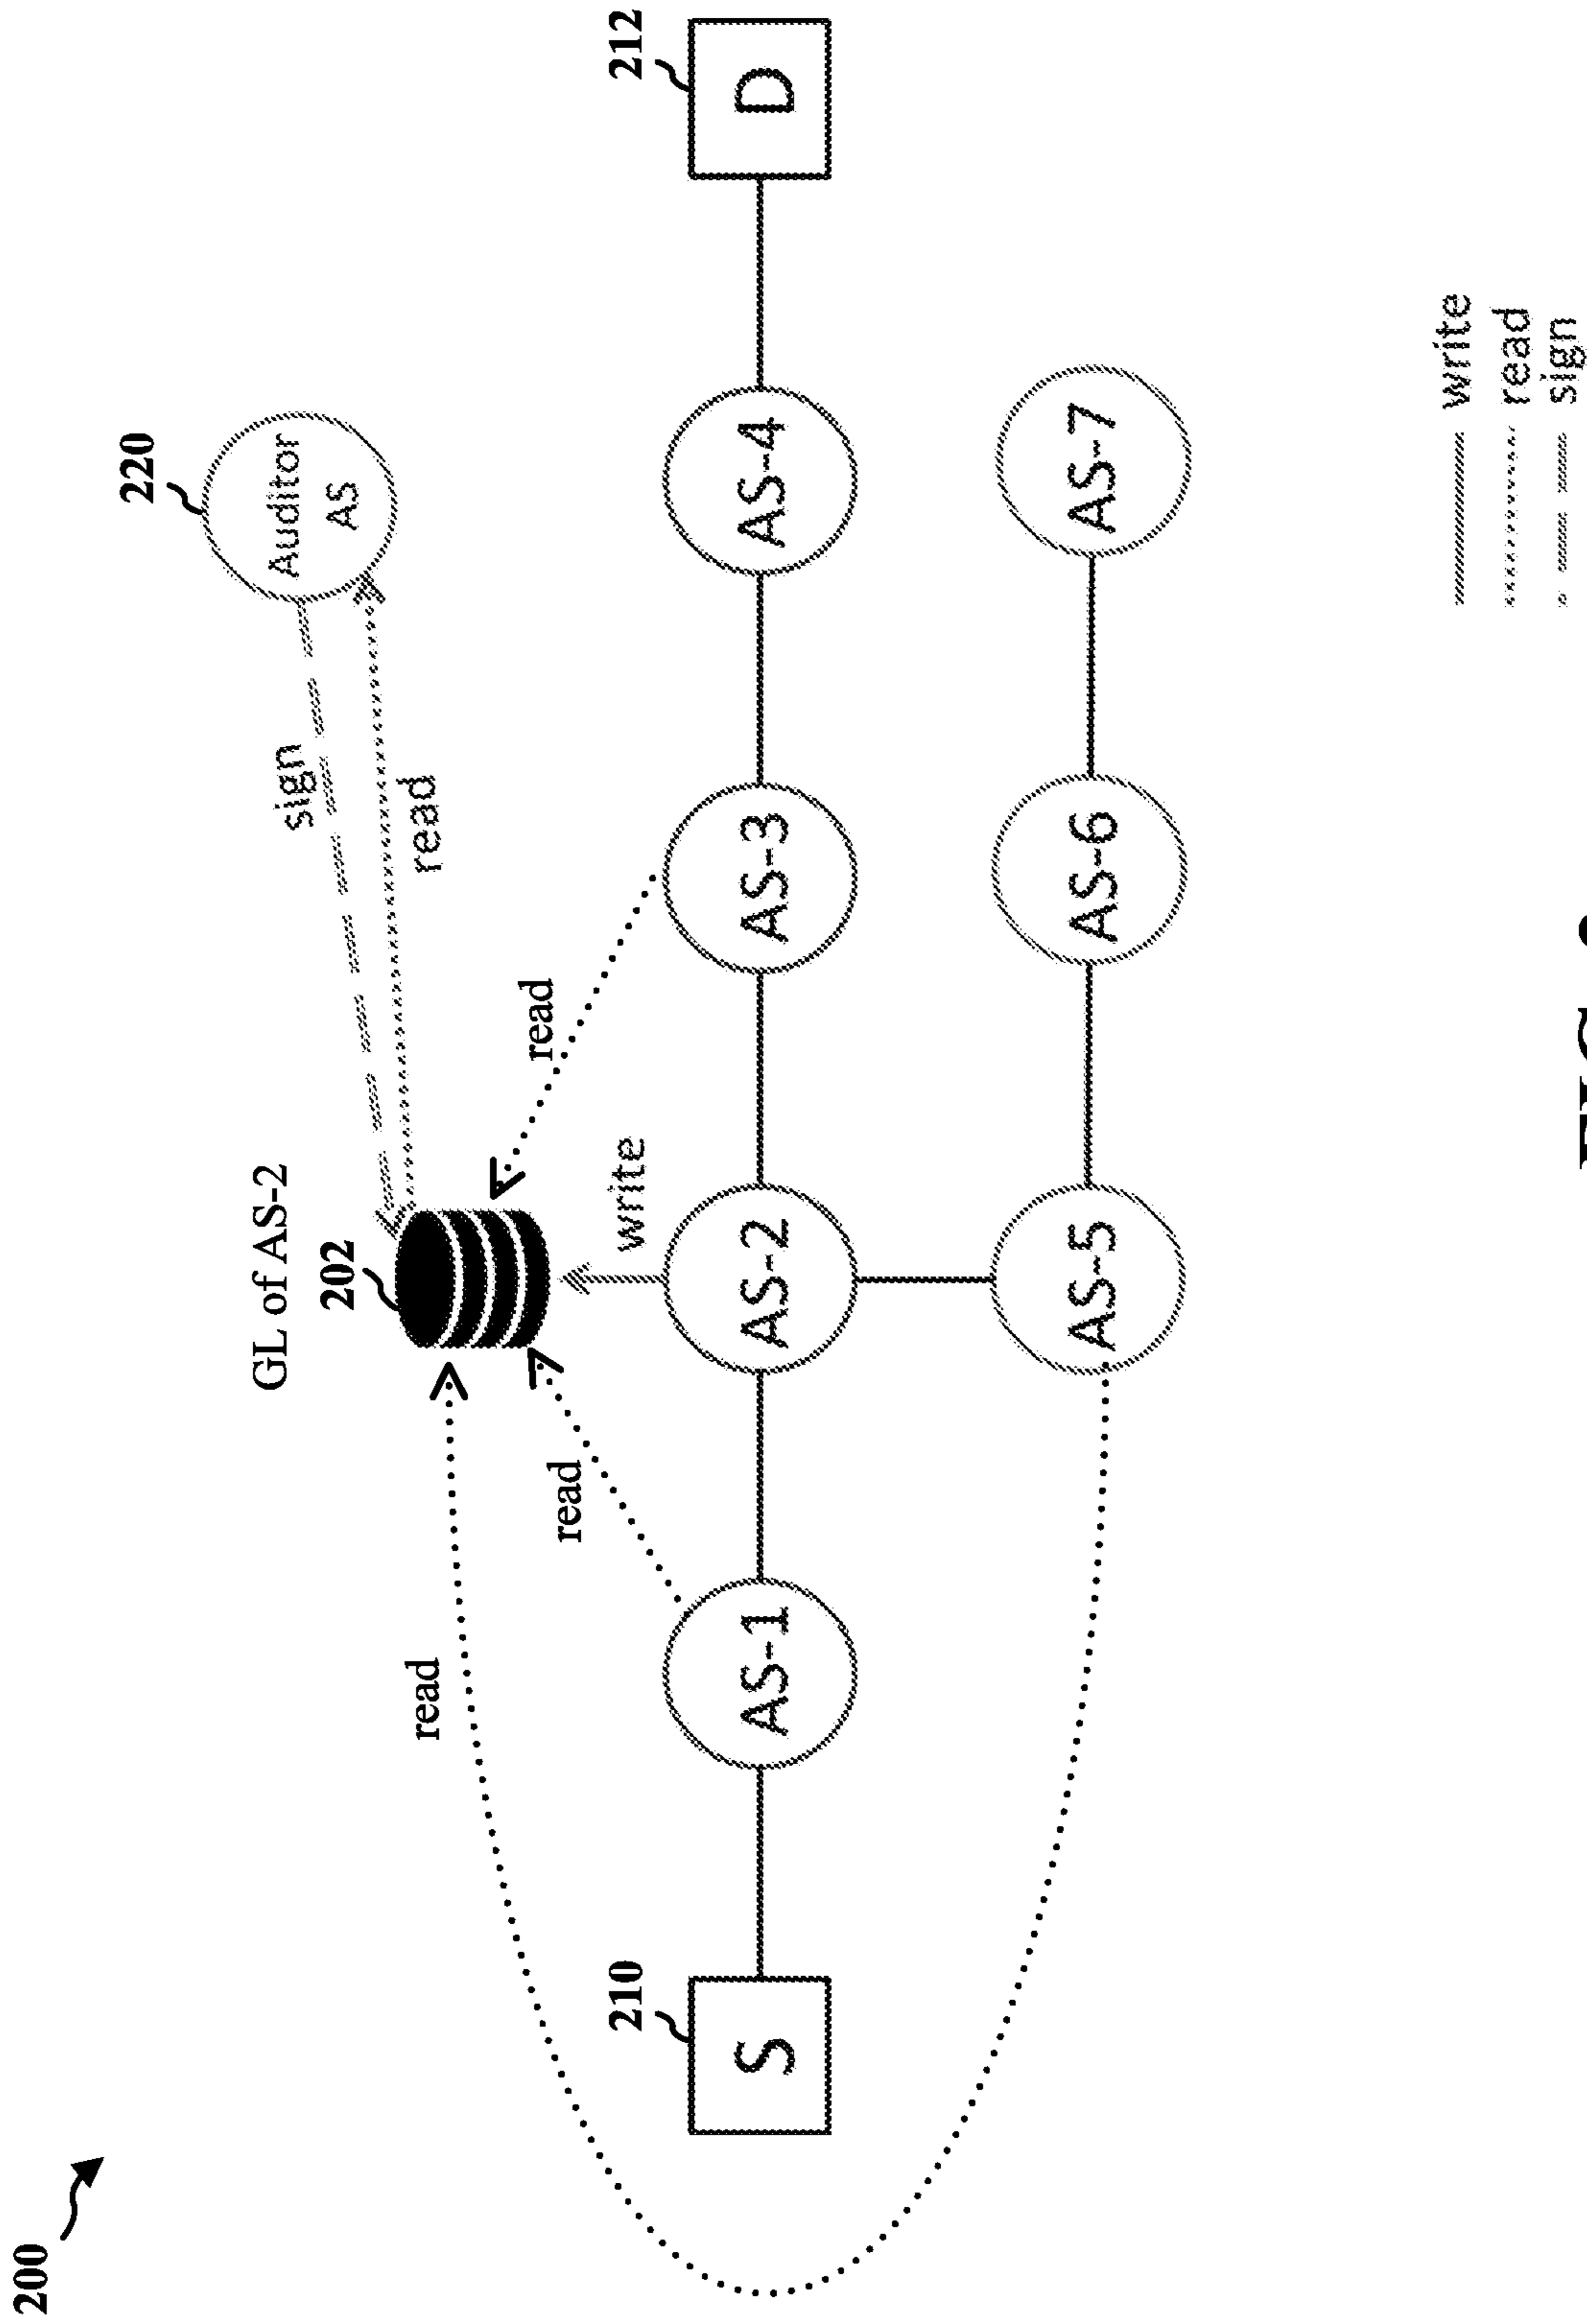 200
220
Auditor
AS
sign
read
GL of AS-2
202
read
read
read
write
210
S
AS-1
AS-2
AS-3
AS-4
212
D
AS-5
AS-6
AS-7
write
read
sign